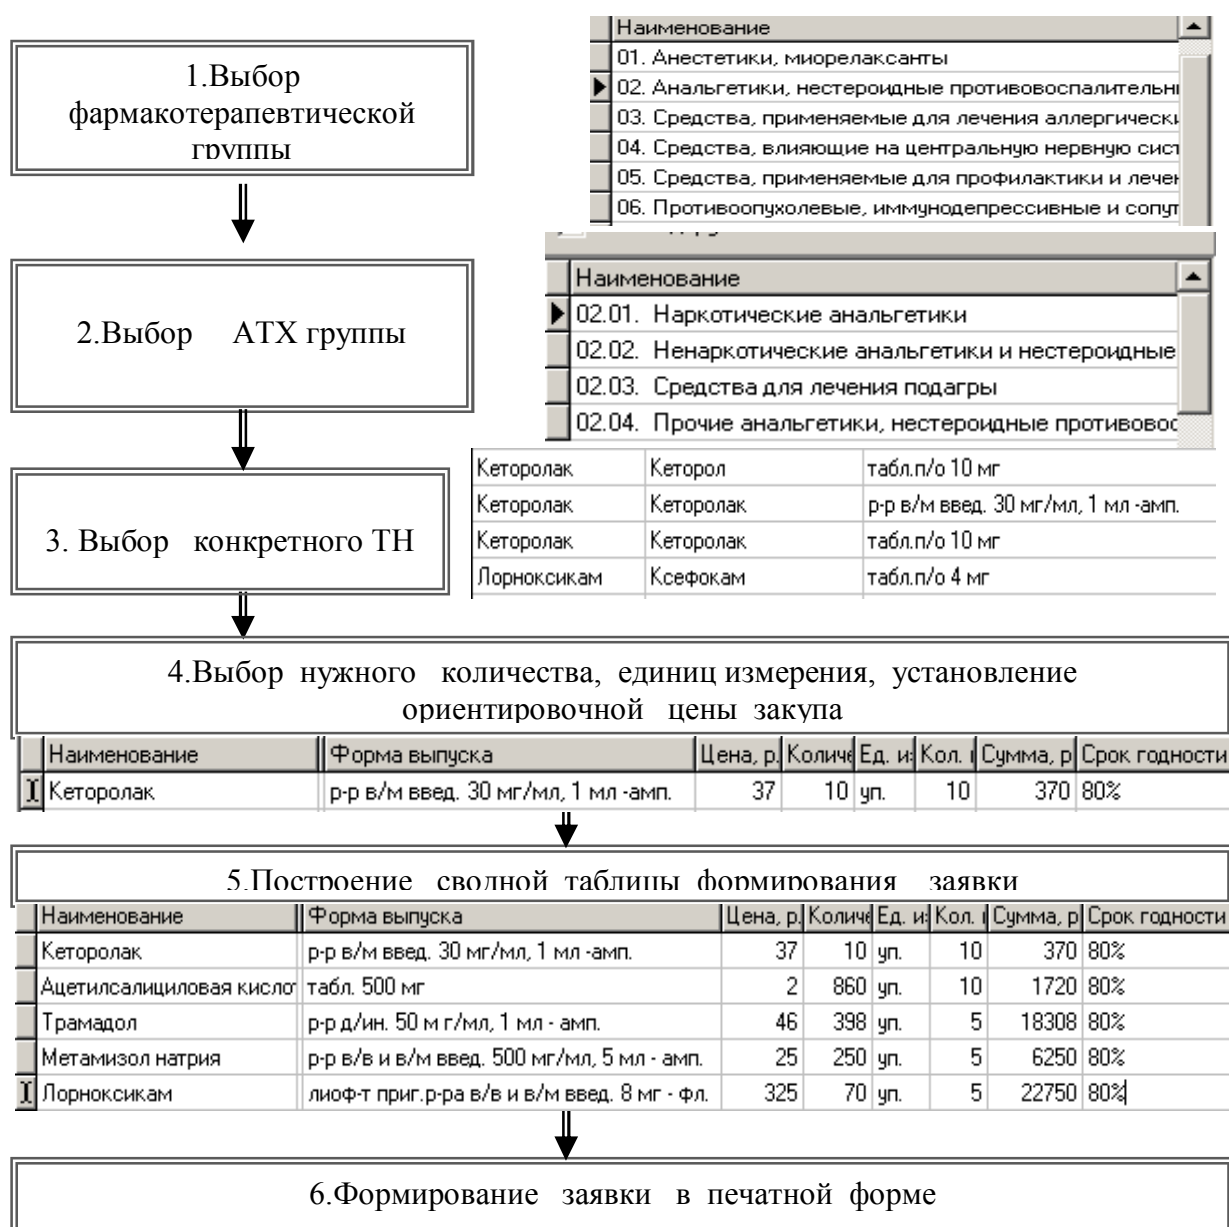 1.Выбор
фармакотерапевтической
группы
Наименование
01. Анестетики, миорелаксанты
02. Анальгетики, нестероидные противовоспалительн
03. Средства, применяемые для лечения аллергически
04. Средства, влияющие на центральную нервную сист
05. Средства, применяемые для профилактики и лечен
06. Противоопухолевые, иммунодепрессивные и сопут
2.Выбор АТХ группы
Наименование
02.01. Наркотические анальгетики
02.02. Ненаркотические анальгетики и нестероидные
02.03. Средства для лечения подагры
02.04. Прочие анальгетики, нестероидные противовос
3. Выбор конкретного ТН
Кеторолак Кеторол табл.п/о 10 мг
Кеторолак Кеторолак р-р в/м введ. 30 мг/мл, 1 мл -амп.
Кеторолак Кеторолак табл.п/о 10 мг
Лорноксикам Ксефокам табл.п/о 4 мг
4.Выбор нужного количества, единиц измерения, установление
ориентировочной цены закупа
Наименование Форма выпуска Цена, р. Количе Ед. и Кол. Сумма, р Срок годности
Кеторолак р-р в/м введ. 30 мг/мл, 1 мл -амп. 37 10 уп. 10 370 80%
5.Построение сводной таблицы формирования заявки
Наименование Форма выпуска Цена, р. Количе Ед. и Кол. Сумма, р Срок годности
Кеторолак р-р в/м введ. 30 мг/мл, 1 мл -амп. 37 10 уп. 10 370 80%
Ацетилсалициловая кислот табл. 500 мг 2 860 уп. 10 1720 80%
Трамадол р-р д/ин. 50 м г/мл, 1 мл - амп. 46 398 уп. 5 18308 80%
Метамизол натрия р-р в/в и в/м введ. 500 мг/мл, 5 мл - амп. 25 250 уп. 5 6250 80%
Лорноксикам лиоф-т приг.р-ра в/в и в/м введ. 8 мг - фл. 325 70 уп. 5 22750 80%
6.Формирование заявки в печатной форме